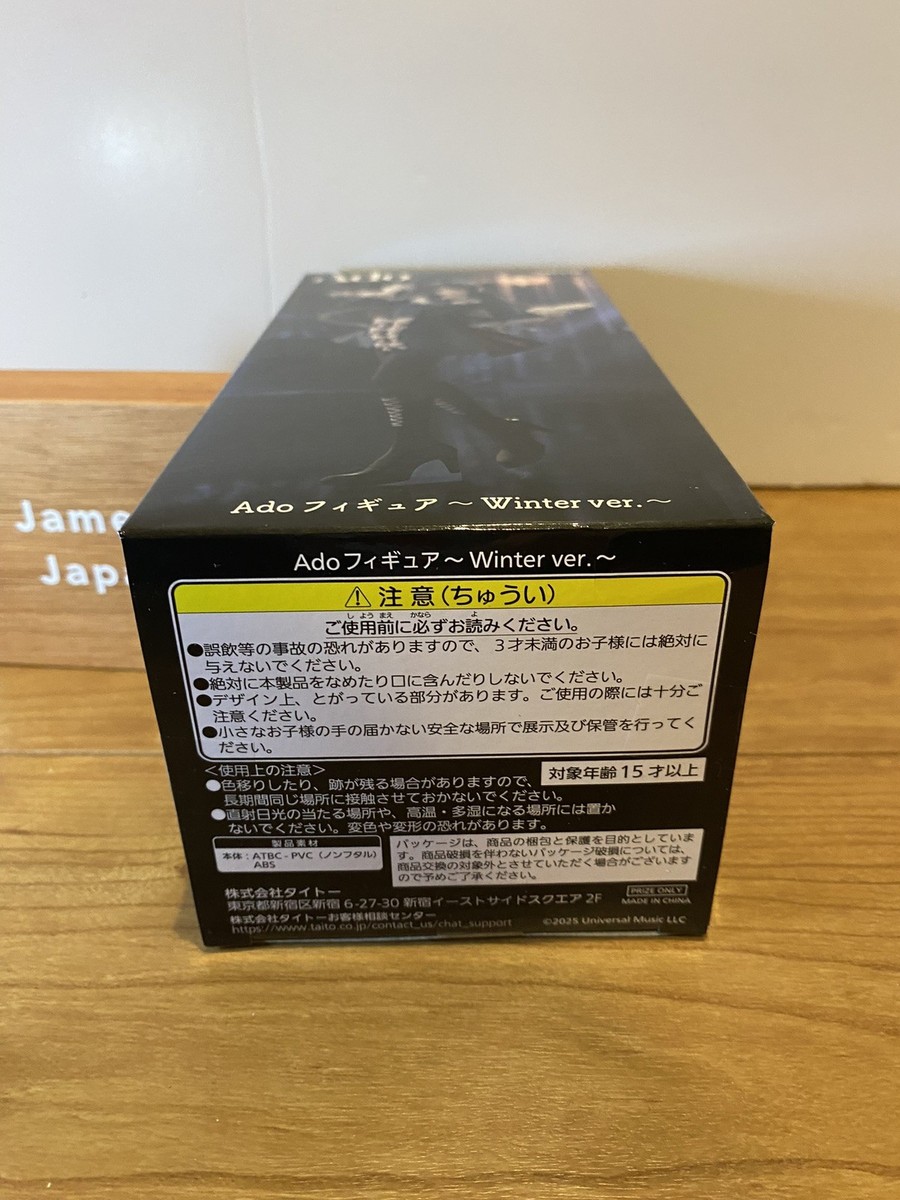 Jame
Japa
Ado フィギュア ～ Winter ver. ～
Ado フィギュア ～ Winter ver. ～
⚠ 注意（ちゅうい）
ご使用前に必ずお読みください。
●誤飲等の事故の恐れがありますので、３才未満のお子様には絶対に
与えないでください。
●絶対に本製品をなめたり口に含んだりしないでください。
●デザイン上、とがっている部分があります。ご使用の際には十分ご
注意ください。
●小さなお子様の手の届かない安全な場所で展示及び保管を行ってく
ださい。
＜使用上の注意＞
対象年齢 15 才以上
●色移りしたり、跡が残る場合がありますので、
長期間同じ場所に接触させておかないでください。
●直射日光の当たる場所や、高温・多湿になる場所には置か
ないでください。変色や変形の恐れがあります。
製品素材
本体：ATBC - PVC（ノンフタル）
ABS
パッケージは、商品の梱包と保護を目的としていま
す。商品破損を伴わないパッケージ破損については、
商品交換の対象外とさせていただく場合がございます
ので予めご了承ください。
株式会社タイトー
東京都新宿区新宿 6-27-30 新宿イーストサイドスクエア 2F
株式会社タイトーお客様相談センター
https://www.taito.co.jp/contact_us/chat_support
PRIZE ONLY
MADE IN CHINA
©2025 Universal Music LLC